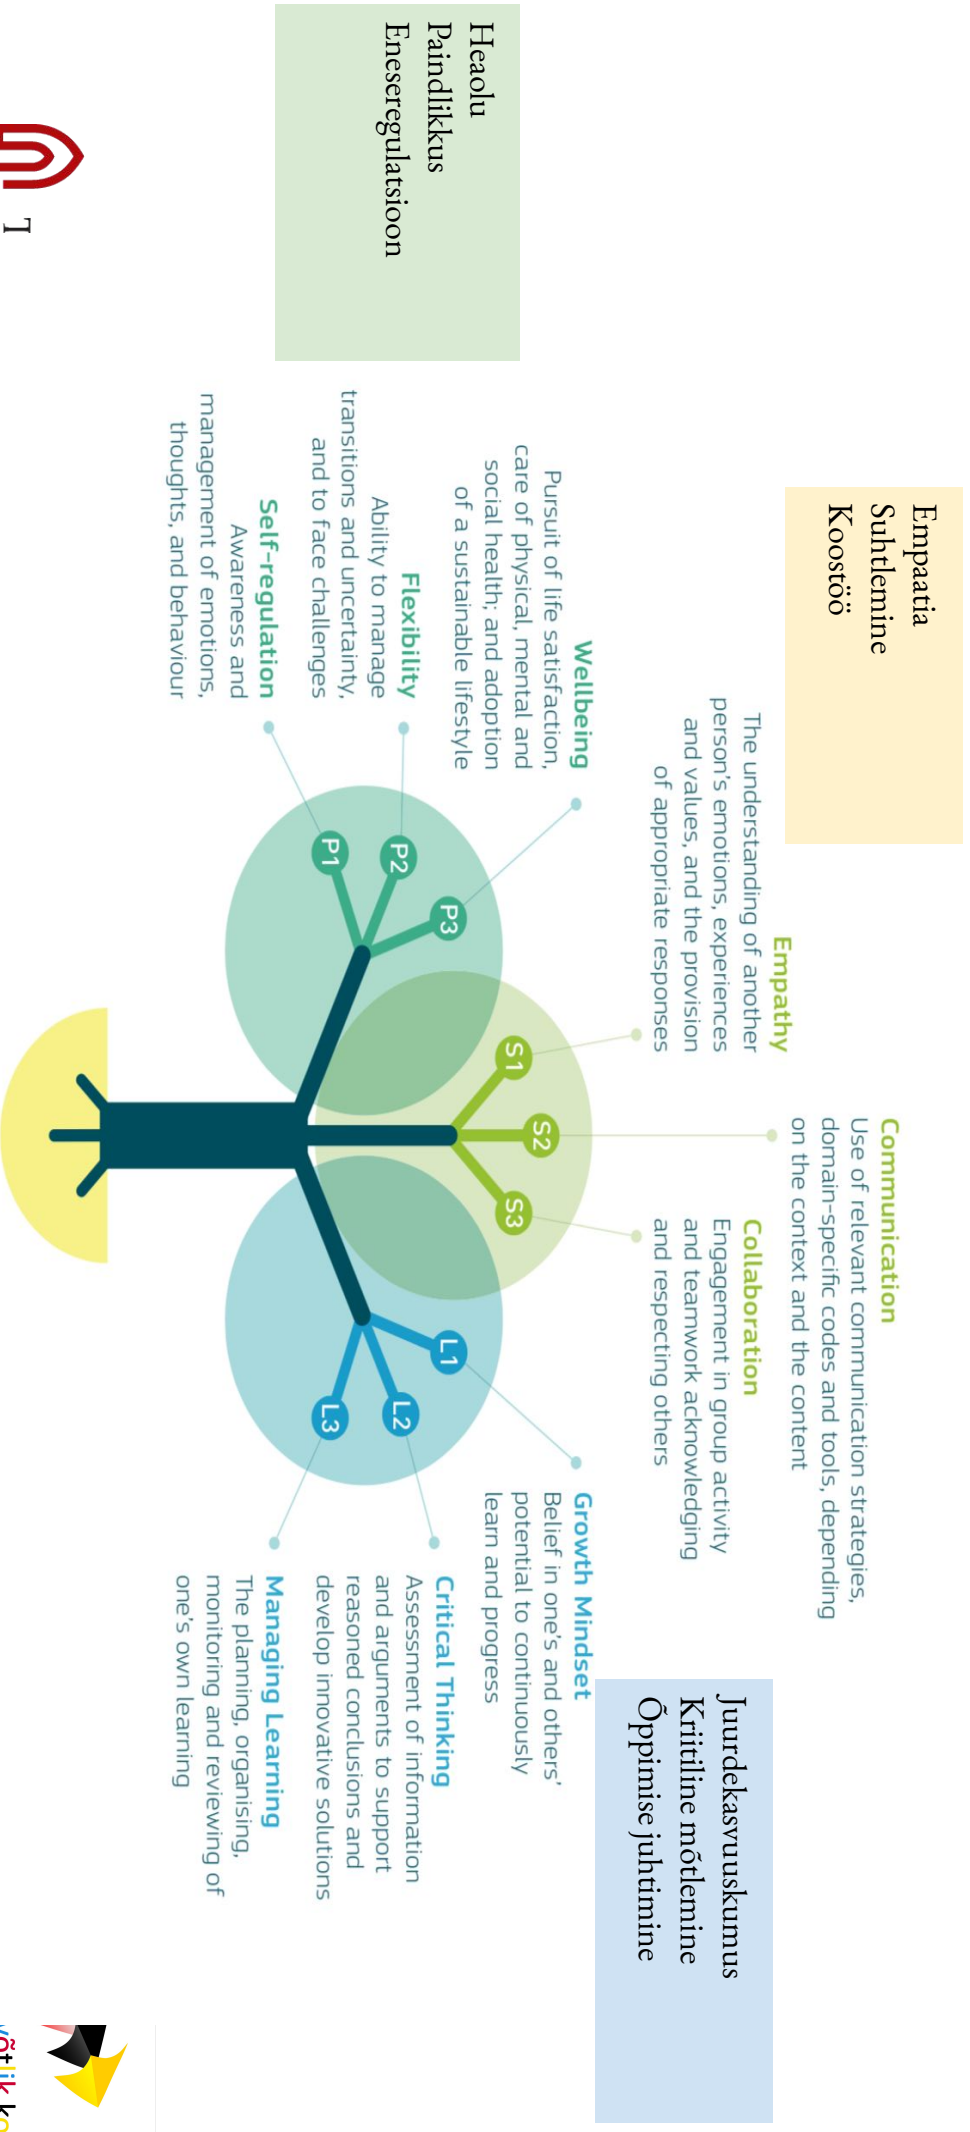 Heaolu
Paindlikkus
Eneseregulatsioon
Empaatia
Suhtlemine
Koostöö
Juurdekasvuuskumus
Kriitiline mõtlemine
Õppimise juhtimine
Communication
Use of relevant communication strategies,
domain-specific codes and tools, depending
on the context and the content
Empathy
The understanding of another
person's emotions, experiences
and values, and the provision
of appropriate responses
Collaboration
Engagement in group activity
and teamwork acknowledging
and respecting others
Wellbeing
Pursuit of life satisfaction,
care of physical, mental and
social health; and adoption
of a sustainable lifestyle
Flexibility
Ability to manage
transitions and uncertainty,
and to face challenges
Self-regulation
Awareness and
management of emotions,
thoughts, and behaviour
Growth Mindset
Belief in one's and others'
potential to continuously
learn and progress
Critical Thinking
Assessment of information
and arguments to support
reasoned conclusions and
develop innovative solutions
Managing Learning
The planning, organising,
monitoring and reviewing of
one's own learning
P1
P2
P3
S1
S2
S3
L1
L2
L3